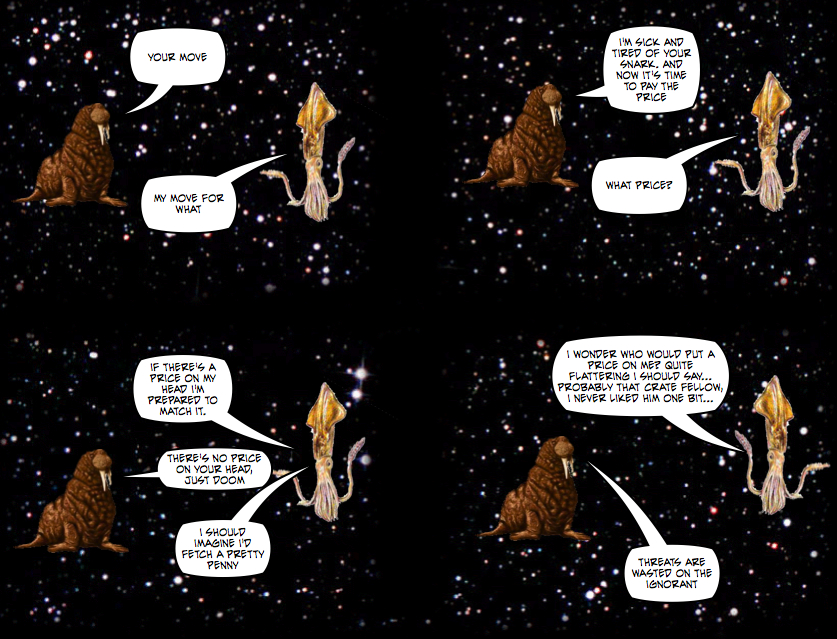 YOUR MOVE
MY MOVE FOR
WHAT
I'M SICK AND
TIRED OF YOUR
SNARK. AND
NOW IT'S TIME
TO PAY THE
PRICE
WHAT PRICE?
IF THERE'S A
PRICE ON MY
HEAD I'M
PREPARED TO
MATCH IT.
THERE'S NO PRICE
ON YOUR HEAD,
JUST DOOM
I SHOULD
IMAGINE I'D
FETCH A PRETTY
PENNY
I WONDER WHO WOULD PUT A
PRICE ON ME? QUITE
FLATTERING I SHOULD SAY...
PROBABLY THAT CRATE FELLOW,
I NEVER LIKED HIM ONE BIT...
THREATS ARE
WASTED ON THE
IGNORANT